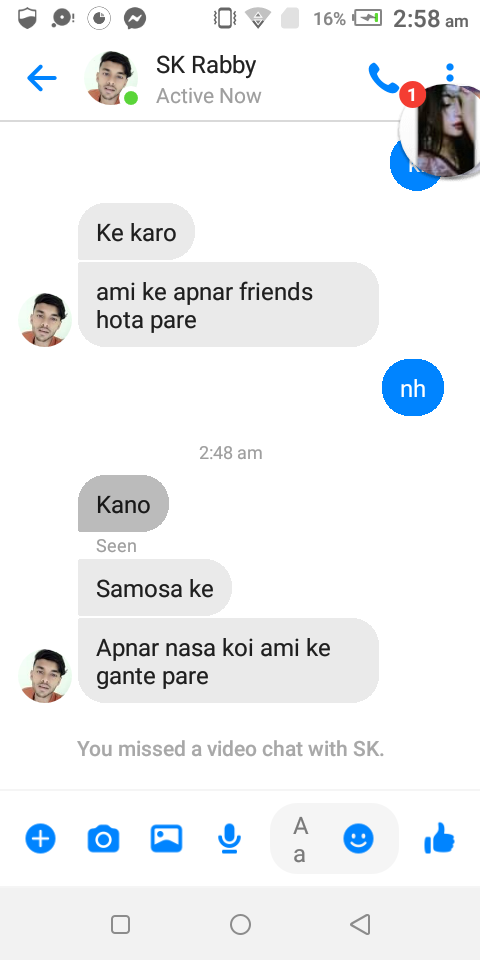 16% 2:58 am
SK Rabby
Active Now
1
Ke karo
ami ke apnar friends
hota pare
nh
2:48 am
Kano
Seen
Samosa ke
Apnar nasa koi ami ke
gante pare
You missed a video chat with SK.
A
a